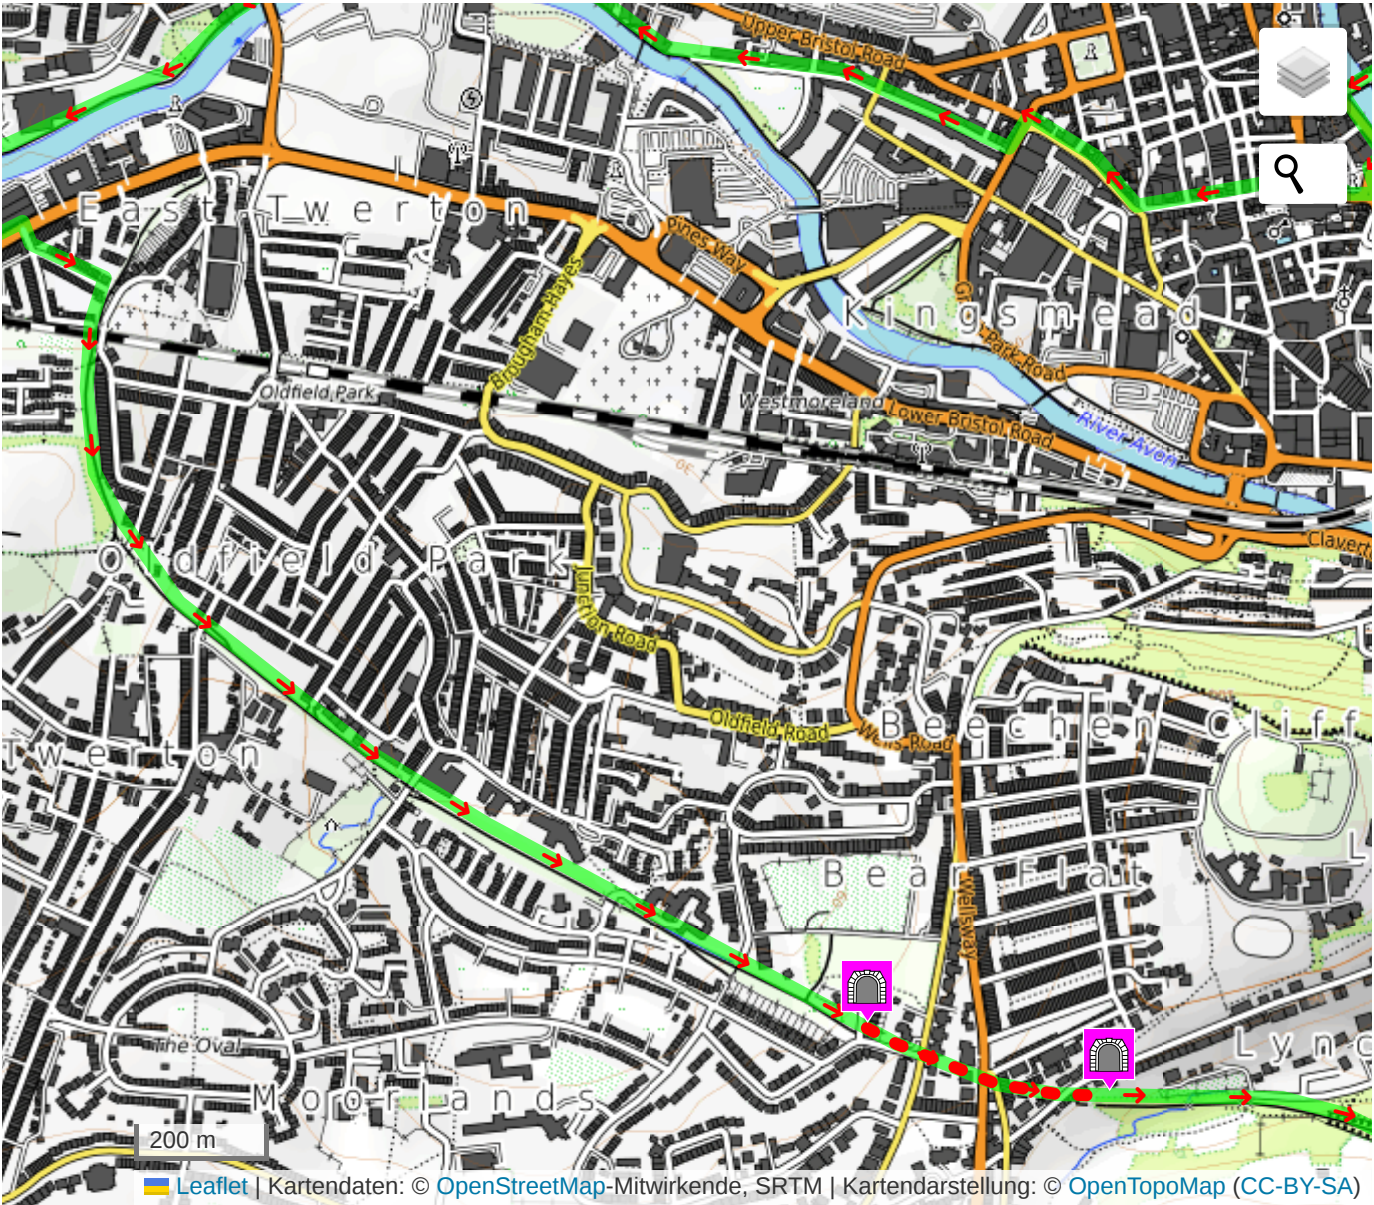 Upper Bristol Road
East Twerton
Pines Way
Brougham Hayes
Kingsmead
Park Road
Oldfield Park
Westmoreland
Lower Bristol Road
River Avon
Oldfield Park
Junction Road
Oldfield Road
Wells Road
Beechen Cliff
Twerton
Bear Flat
Wellsway
The Oval
Moorlands
200 m
Leaflet | Kartendaten: © OpenStreetMap-Mitwirkende, SRTM | Kartendarstellung: © OpenTopoMap (CC-BY-SA)